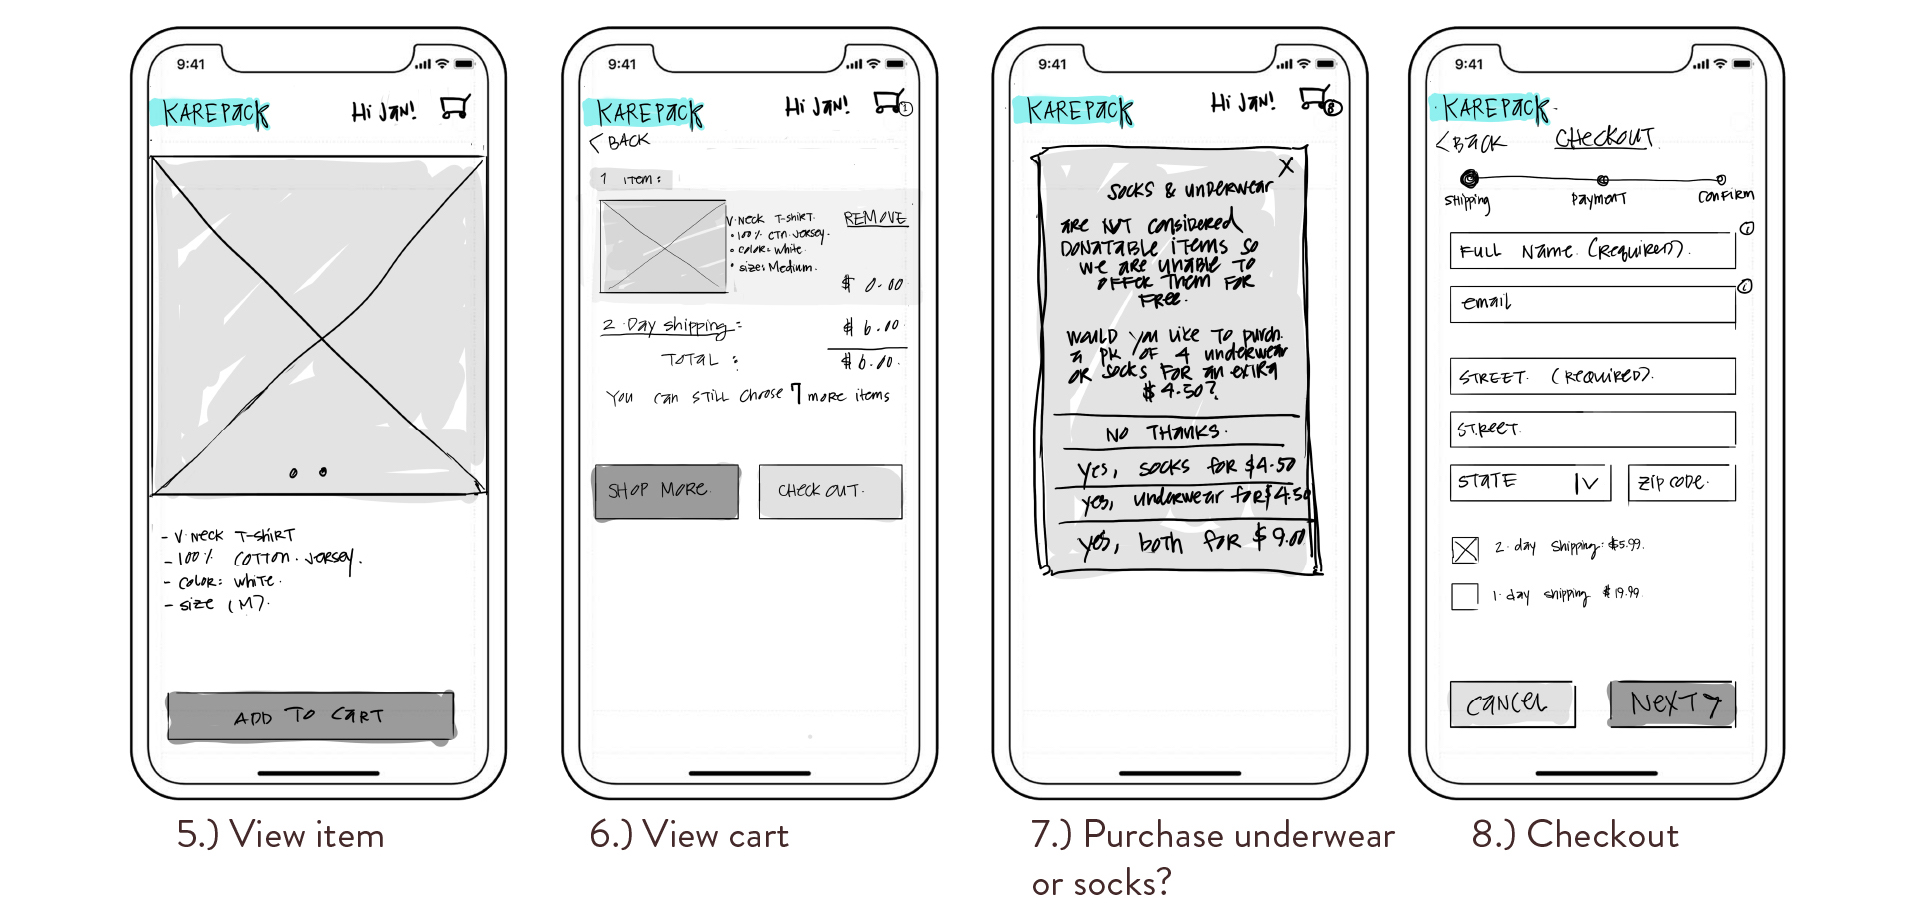 9:41
KAREPACK
Hi JAN!
- V NECK T-SHIRT
- 100% COTTON JERSEY.
- COLOR: WHITE.
- SIZE (M).
ADD TO CART
5.) View item
9:41
KAREPACK
Hi JAN!
1
< BACK
1 ITEM:
V NECK T-SHIRT.
• 100% CTN JERSEY.
• COLOR: WHITE.
• SIZE: Medium.
REMOVE
$ 0.00
2 Day shipping:
$ 6.00
TOTAL :
$ 6.00.
YOU can STILL choose 7 more items
SHOP MORE.
CHECK OUT.
6.) View cart
9:41
KAREPACK
Hi JAN!
8
X
SOCKS & underwear
are NOT considered
DONATABLE items so
we are unable to
offer them for
free.
would you like to purch.
a PK OF 4 underwear
or socks for an extra
$ 4.50?
NO THANKS.
yes, socks for $4.50
yes, underwear for $4.50
yes, both for $9.00
7.) Purchase underwear
or socks?
9:41
KAREPACK
< BACK
CHECKOUT
Shipping
PAYMENT
CONFIRM
FULL Name (Required).
i
email
i
STREET. (Required).
STREET.
STATE
ZIP CODE.
2 day Shipping: $5.99.
1 day shipping $19.99.
CANCEL
NEXT >
8.) Checkout